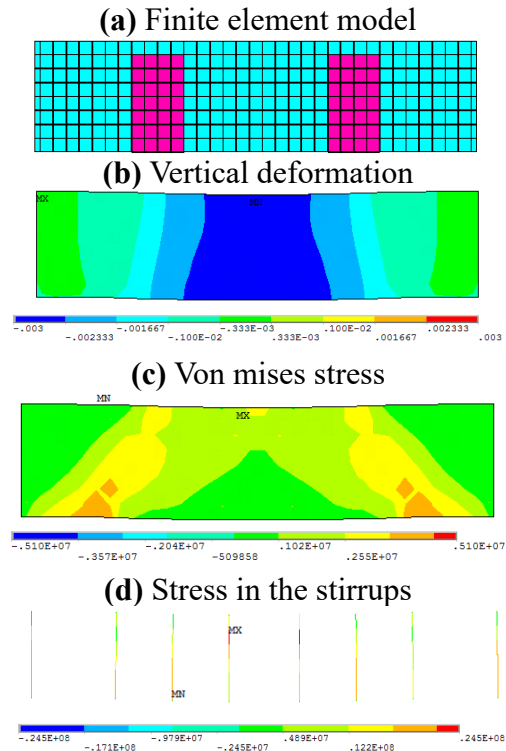 (a) Finite element model
(b) Vertical deformation
MX
MN
-.003 -.001667 -.333E-03 .333E-03 .001667 .003
-.002333 -.100E-02 .100E-02 .002333
(c) Von mises stress
MN
MX
-.510E+07 -.204E+07 .102E+07 .510E+07
-.357E+07 -509858 .255E+07
(d) Stress in the stirrups
MX
MN
-.245E+08 -.979E+07 .489E+07 .245E+08
-.171E+08 -.245E+07 .122E+08